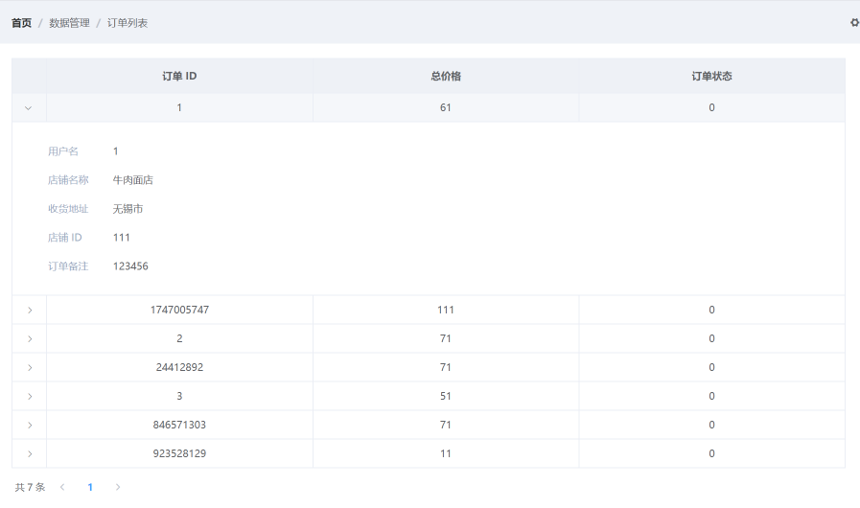 首页 / 数据管理 / 订单列表
订单 ID 总价格 订单状态
1 61 0
用户名 1
店铺名称 牛肉面店
收货地址 无锡市
店铺 ID 111
订单备注 123456
1747005747 111 0
2 71 0
24412892 71 0
3 51 0
846571303 71 0
923528129 11 0
共 7 条 1